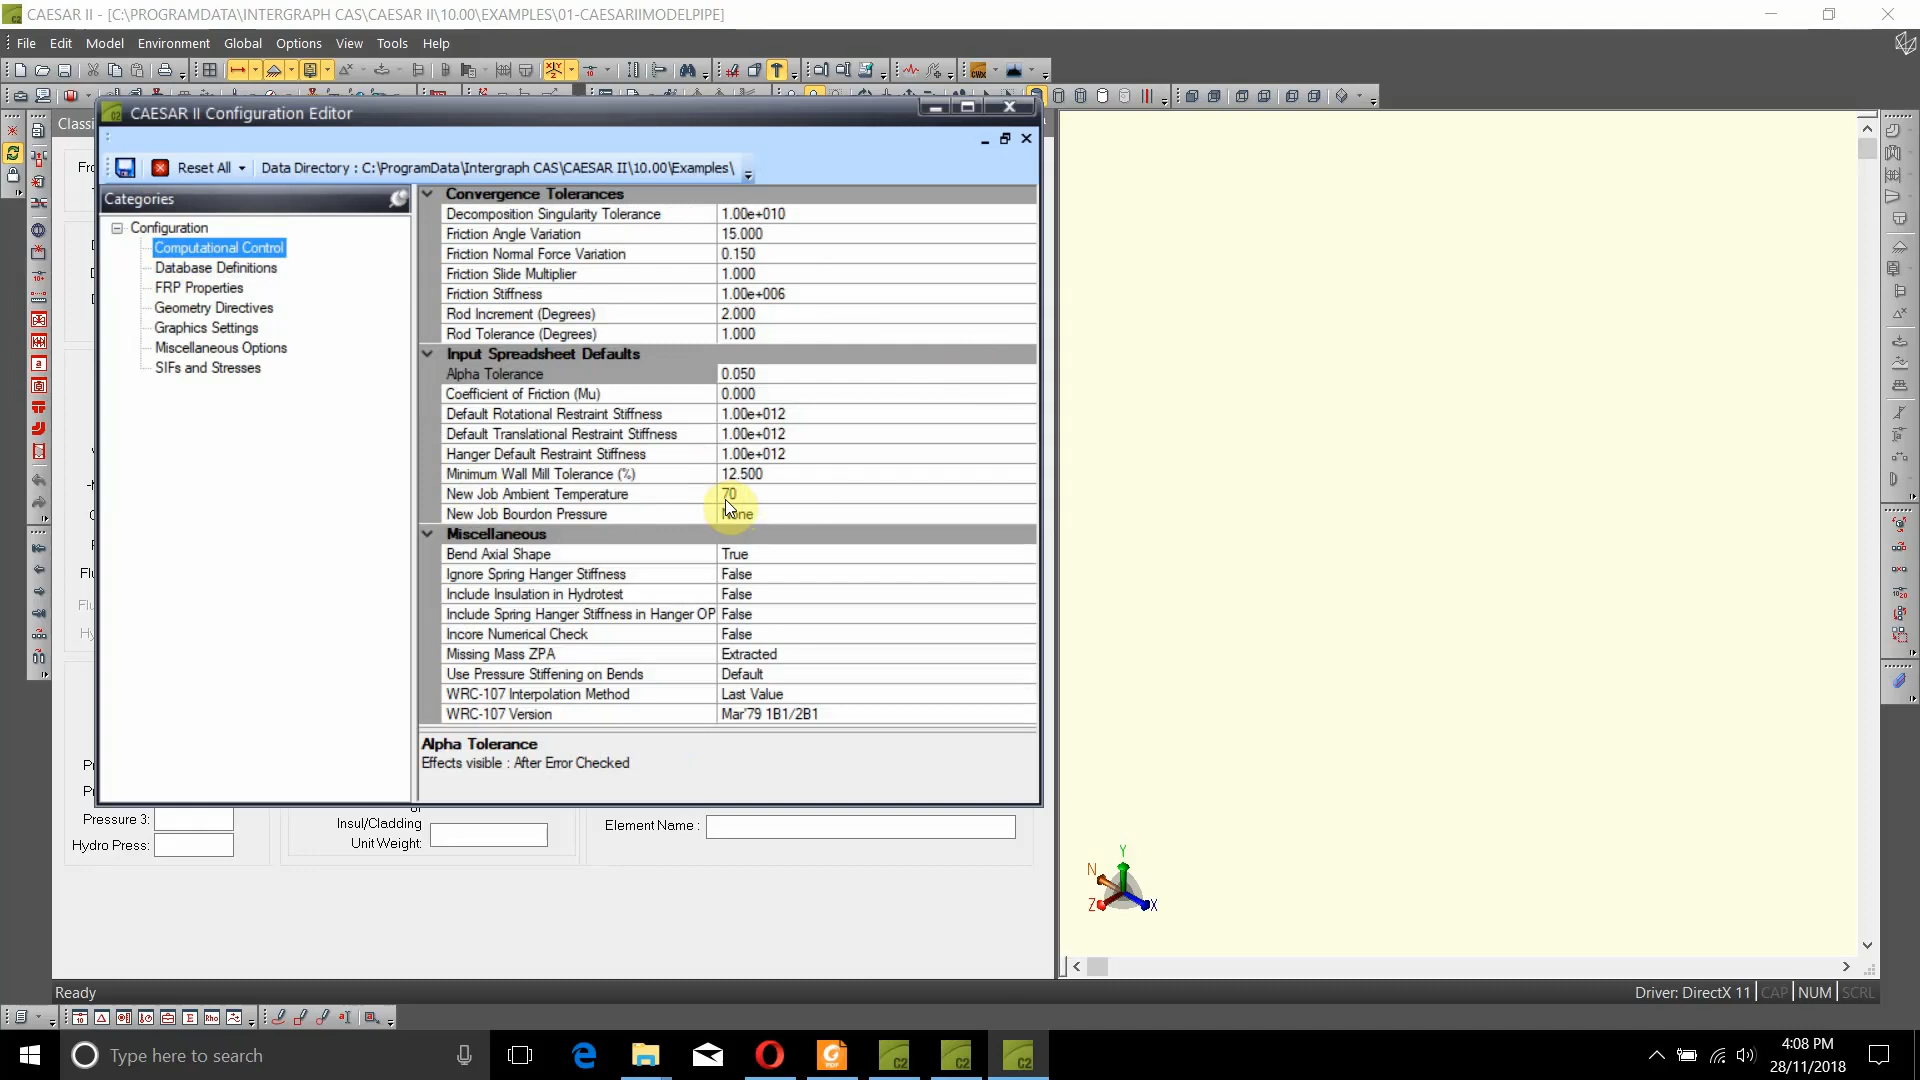 CAESAR II - [C:\PROGRAMDATA\INTERGRAPH CAS\CAESAR II\10.00\EXAMPLES\01-CAESARIIMODELPIPE]
File Edit Model Environment Global Options View Tools Help
Classi
CAESAR II Configuration Editor
Reset All Data Directory : C:\ProgramData\Intergraph CAS\CAESAR II\10.00\Examples\
Categories
Configuration
Computational Control
Database Definitions
FRP Properties
Geometry Directives
Graphics Settings
Miscellaneous Options
SIFs and Stresses
Convergence Tolerances
Decomposition Singularity Tolerance 1.00e+010
Friction Angle Variation 15.000
Friction Normal Force Variation 0.150
Friction Slide Multiplier 1.000
Friction Stiffness 1.00e+006
Rod Increment (Degrees) 2.000
Rod Tolerance (Degrees) 1.000
Input Spreadsheet Defaults
Alpha Tolerance 0.050
Coefficient of Friction (Mu) 0.000
Default Rotational Restraint Stiffness 1.00e+012
Default Translational Restraint Stiffness 1.00e+012
Hanger Default Restraint Stiffness 1.00e+012
Minimum Wall Mill Tolerance (%) 12.500
New Job Ambient Temperature 70
New Job Bourdon Pressure None
Miscellaneous
Bend Axial Shape True
Ignore Spring Hanger Stiffness False
Include Insulation in Hydrotest False
Include Spring Hanger Stiffness in Hanger OP False
Incore Numerical Check False
Missing Mass ZPA Extracted
Use Pressure Stiffening on Bends Default
WRC-107 Interpolation Method Last Value
WRC-107 Version Mar'79 1B1/2B1
Alpha Tolerance
Effects visible : After Error Checked
Pressure 3:
Hydro Press:
Insul/Cladding
Unit Weight:
Element Name :
Y
N
Z
X
Ready
Driver: DirectX 11 CAP NUM SCRL
Type here to search
4:08 PM
28/11/2018